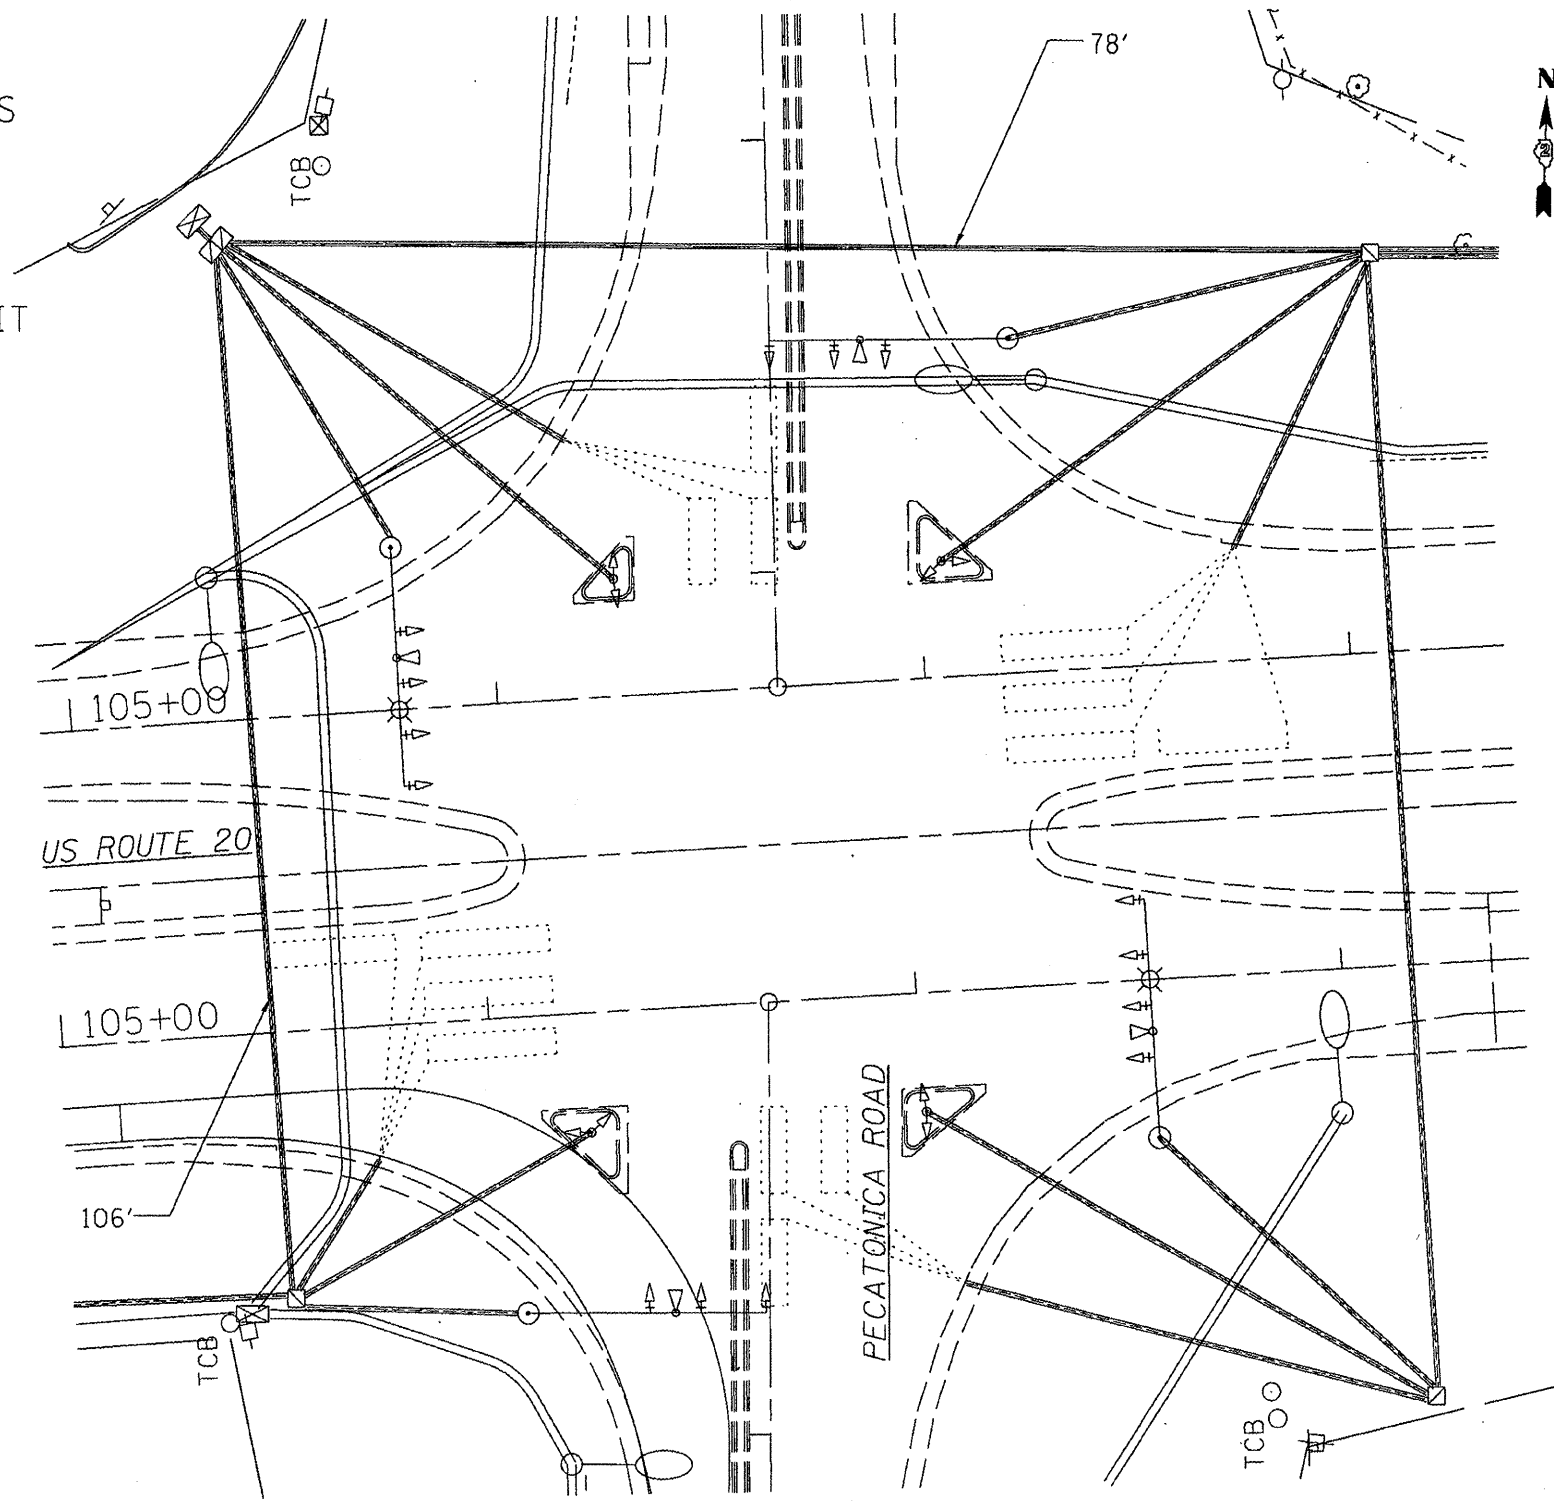 78'
N
S
TCB
IT
105+00
US ROUTE 20
105+00
PECATONICA ROAD
106'
TCB
TCB